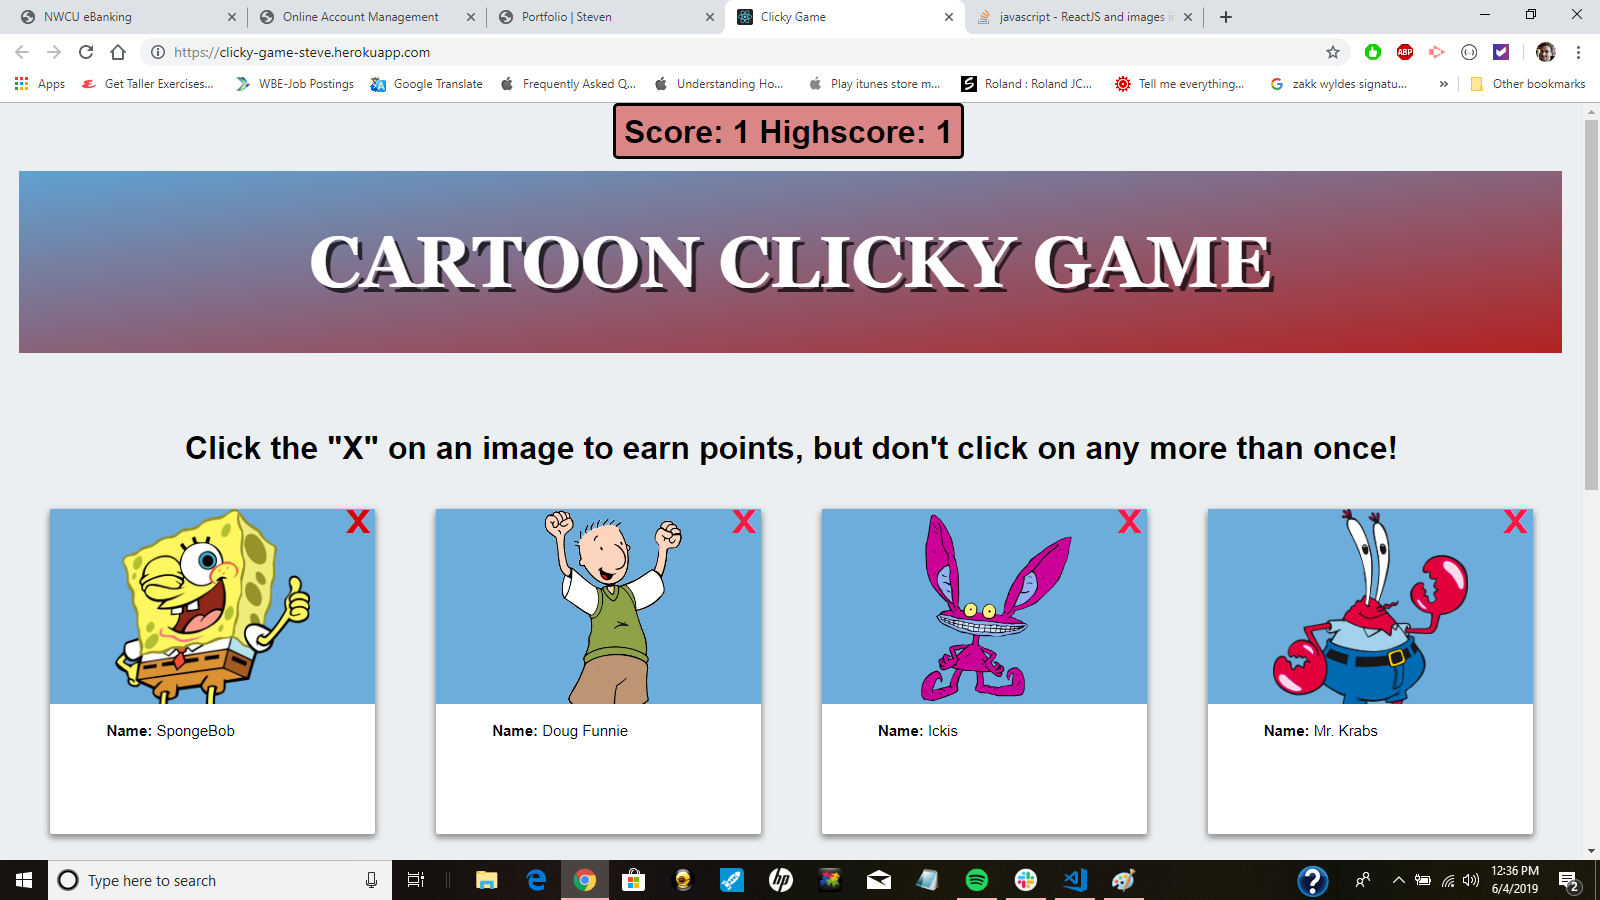 NWCU eBanking
Online Account Management
Portfolio | Steven
Clicky Game
javascript - ReactJS and images i
https://clicky-game-steve.herokuapp.com
ABP
Apps
Get Taller Exercises...
WBE-Job Postings
Google Translate
Frequently Asked Q...
Understanding Ho...
Play itunes store m...
Roland : Roland JC...
Tell me everything...
zakk wyldes signatu...
»
Other bookmarks
Score: 1 Highscore: 1
CARTOON CLICKY GAME
Click the "X" on an image to earn points, but don't click on any more than once!
X
X
X
X
Name: SpongeBob
Name: Doug Funnie
Name: Ickis
Name: Mr. Krabs
Type here to search
hp
?
12:36 PM
6/4/2019
2